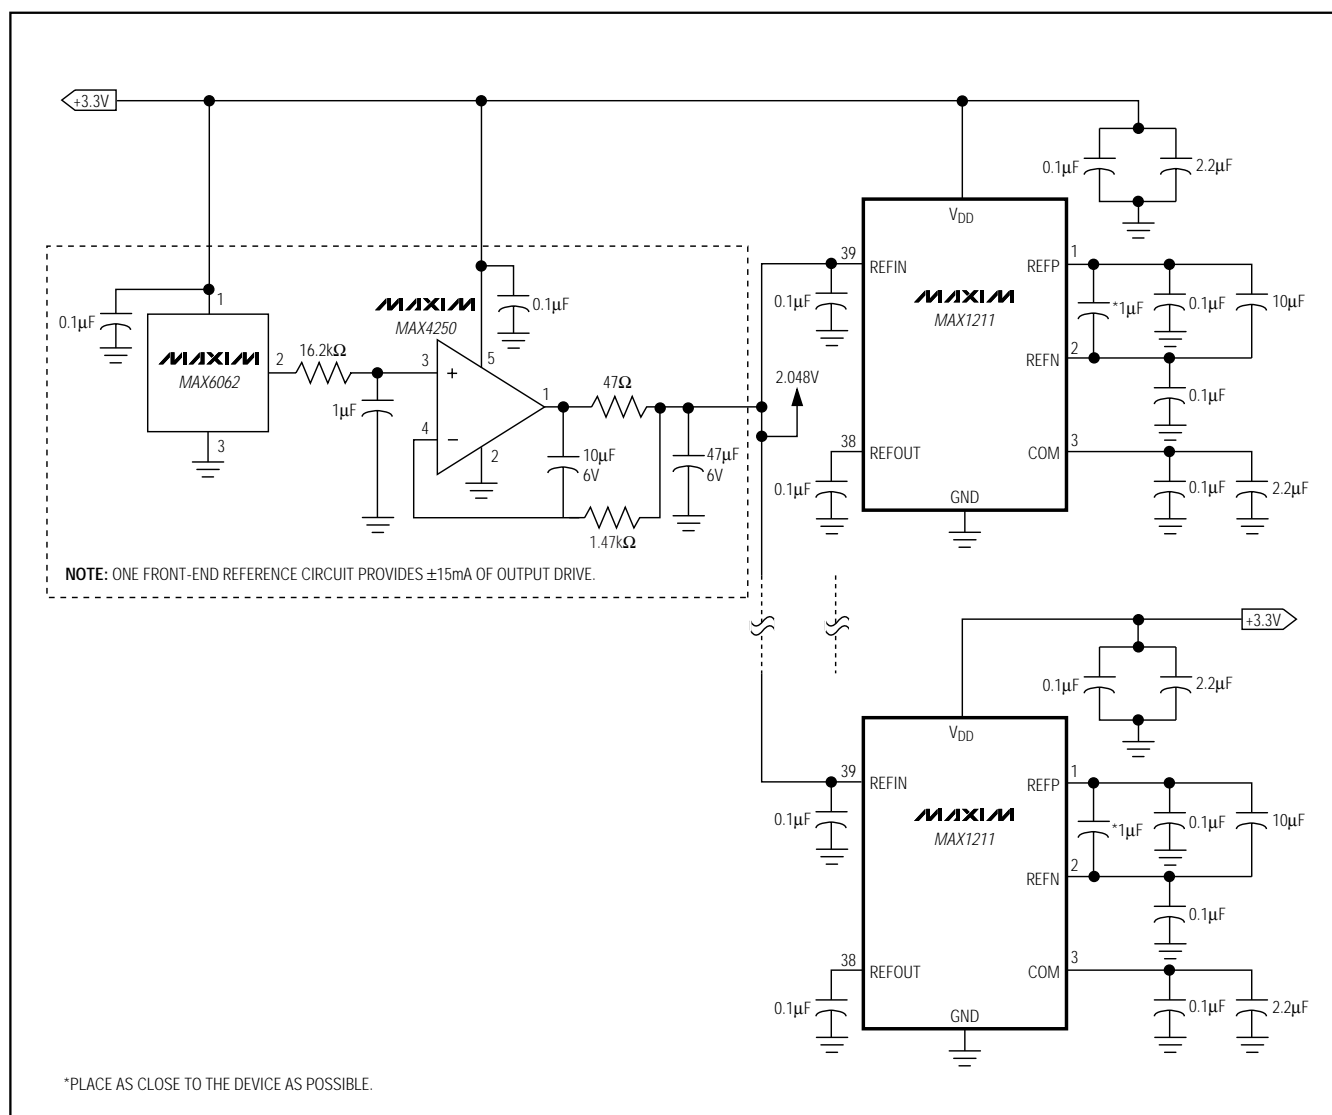 +3.3V
0.1µF
2.2µF
VDD
39
REFIN
REFP
1
0.1µF
MAXIM
MAX1211
*1µF
0.1µF
10µF
REFN
2
0.1µF
38
REFOUT
COM
3
0.1µF
GND
0.1µF
2.2µF
0.1µF
1
MAXIM
MAX6062
2
3
16.2kΩ
1µF
MAXIM
MAX4250
0.1µF
3
+
5
4
−
2
1
47Ω
10µF
6V
47µF
6V
1.47kΩ
2.048V
NOTE: ONE FRONT-END REFERENCE CIRCUIT PROVIDES ±15mA OF OUTPUT DRIVE.
+3.3V
0.1µF
2.2µF
VDD
39
REFIN
REFP
1
0.1µF
MAXIM
MAX1211
*1µF
0.1µF
10µF
REFN
2
0.1µF
38
REFOUT
COM
3
0.1µF
GND
0.1µF
2.2µF
*PLACE AS CLOSE TO THE DEVICE AS POSSIBLE.